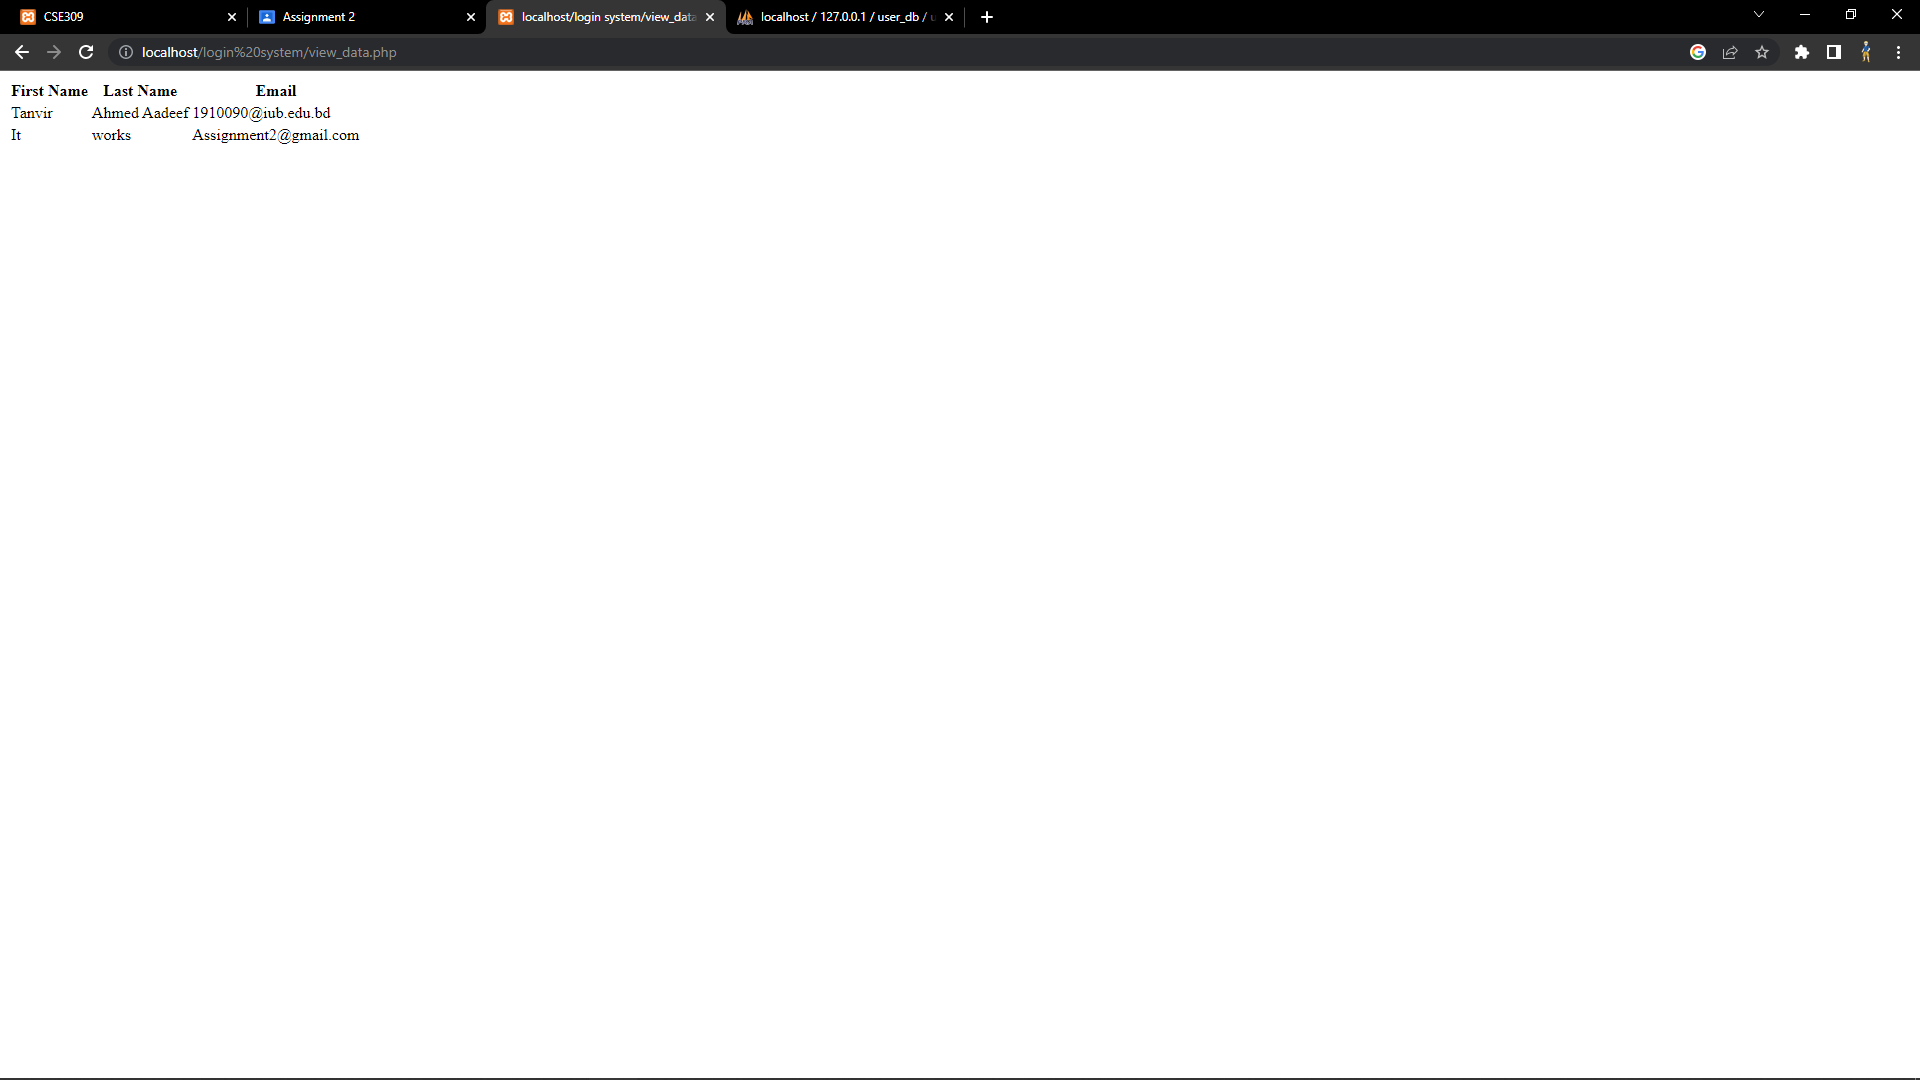 CSE309
Assignment 2
localhost/login system/view_data
localhost / 127.0.0.1 / user_db /
localhost/login%20system/view_data.php
First Name Last Name Email
Tanvir Ahmed Aadeef 1910090@iub.edu.bd
It works Assignment2@gmail.com